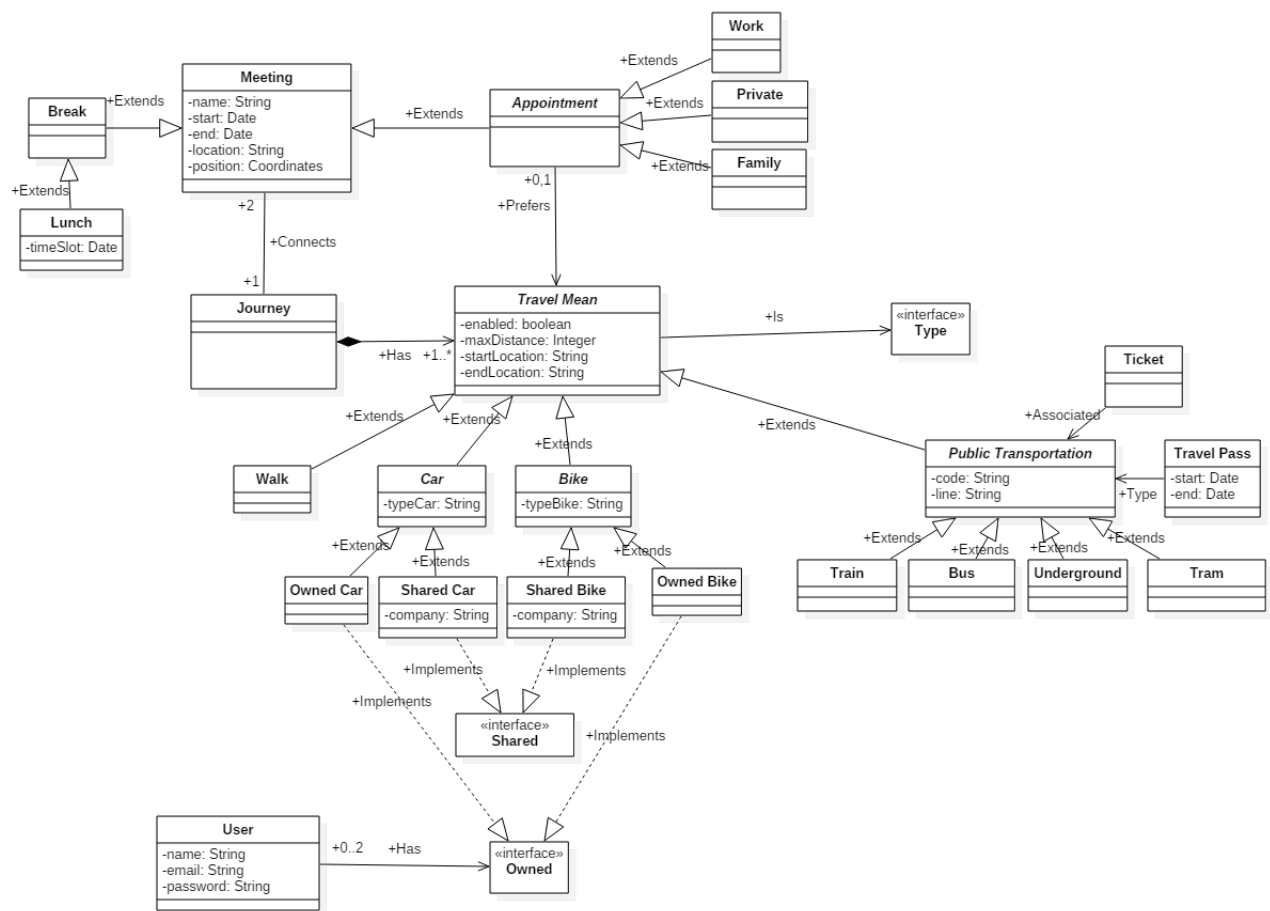 Work
+Extends
Meeting
-name: String
-start: Date
-end: Date
-location: String
-position: Coordinates
+Extends
Break
+Extends
Appointment
+Extends
Private
+Extends
Family
+Extends
Lunch
-timeSlot: Date
+2
+Connects
+1
+0,1
+Prefers
Journey
+Has
+1..*
Travel Mean
-enabled: boolean
-maxDistance: Integer
-startLocation: String
-endLocation: String
+Is
«interface»
Type
Ticket
+Associated
+Extends
+Extends
+Extends
+Extends
Public Transportation
-code: String
-line: String
Travel Pass
-start: Date
-end: Date
+Type
Walk
Car
-typeCar: String
Bike
-typeBike: String
+Extends
+Extends
+Extends
+Extends
+Extends
+Extends
+Extends
+Extends
Owned Car
Shared Car
-company: String
Shared Bike
-company: String
Owned Bike
Train
Bus
Underground
Tram
+Implements
+Implements
+Implements
+Implements
«interface»
Shared
User
-name: String
-email: String
-password: String
+0..2
+Has
«interface»
Owned